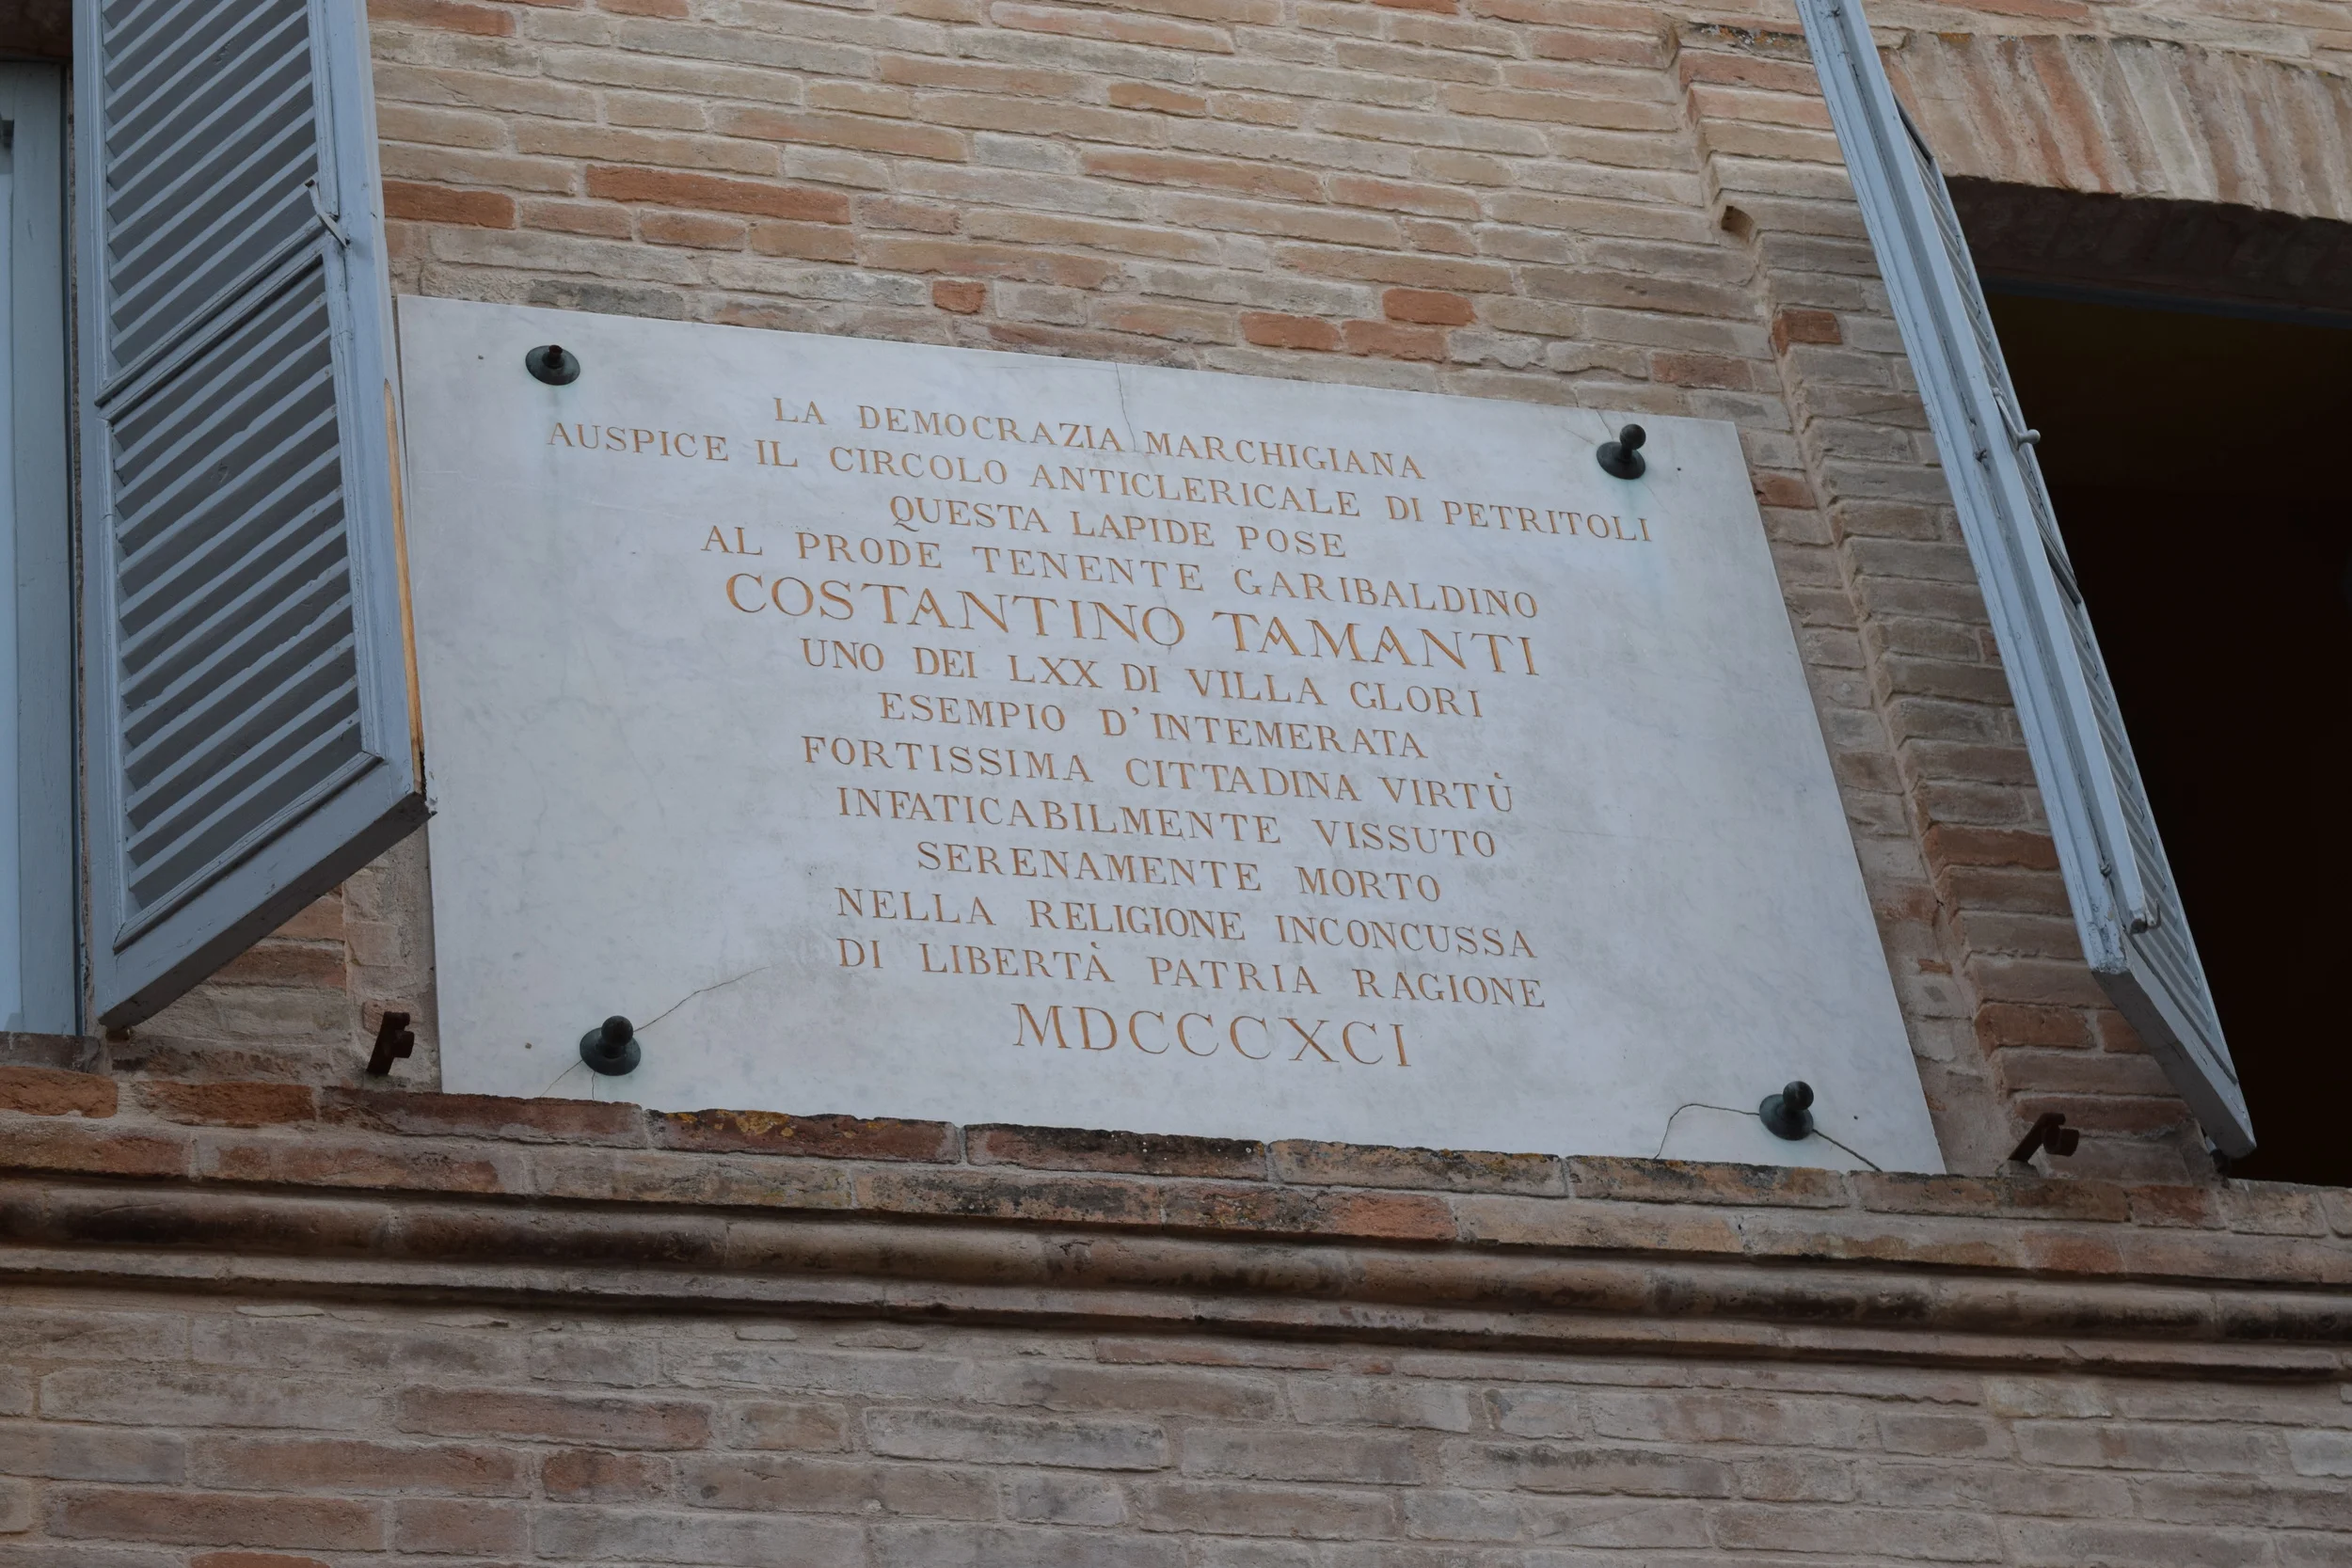 LA DEMOCRAZIA MARCHIGIANA
AUSPICE IL CIRCOLO ANTICLERICALE DI PETRITOLI
QUESTA LAPIDE POSE
AL PRODE TENENTE GARIBALDINO
COSTANTINO TAMANTI
UNO DEI LXX DI VILLA GLORI
ESEMPIO D'INTEMERATA
FORTISSIMA CITTADINA VIRTÙ
INFATICABILMENTE VISSUTO
SERENAMENTE MORTO
NELLA RELIGIONE INCONCUSSA
DI LIBERTÀ PATRIA RAGIONE
MDCCCXCI